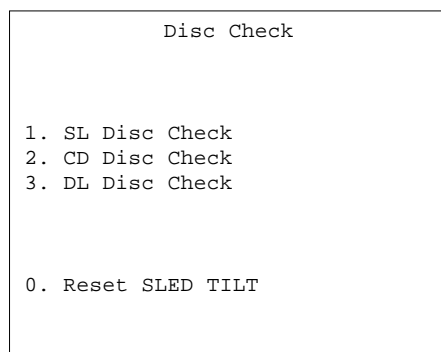 Disc Check
1. SL Disc Check
2. CD Disc Check
3. DL Disc Check
0. Reset SLED TILT